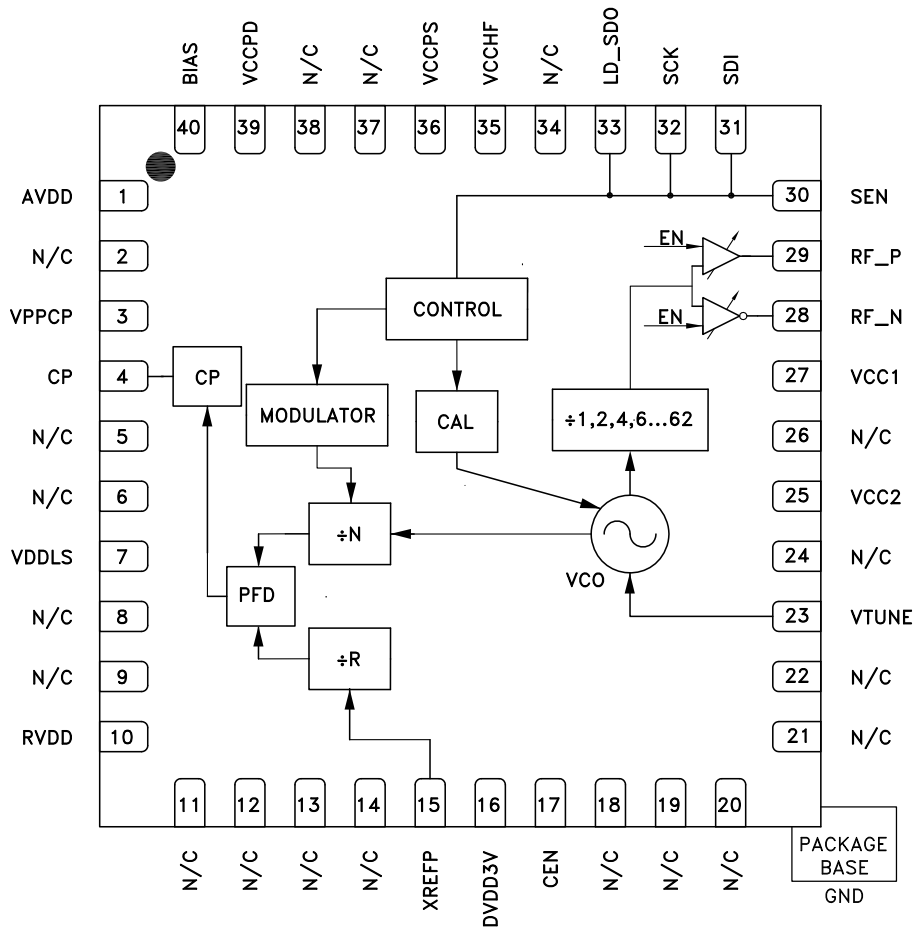 BIAS
VCCPD
N/C
N/C
VCCPS
VCCHF
N/C
LD_SDO
SCK
SDI
40
39
38
37
36
35
34
33
32
31
AVDD
1
30
SEN
N/C
2
EN
29
RF_P
VPPCP
3
CONTROL
EN
28
RF_N
CP
4
CP
27
VCC1
MODULATOR
CAL
÷1,2,4,6...62
N/C
5
26
N/C
N/C
6
25
VCC2
÷N
VDDLS
7
VCO
24
N/C
PFD
N/C
8
23
VTUNE
÷R
N/C
9
22
N/C
RVDD
10
21
N/C
11
12
13
14
15
16
17
18
19
20
N/C
N/C
N/C
N/C
XREFP
DVDD3V
CEN
N/C
N/C
N/C
PACKAGE
BASE
GND